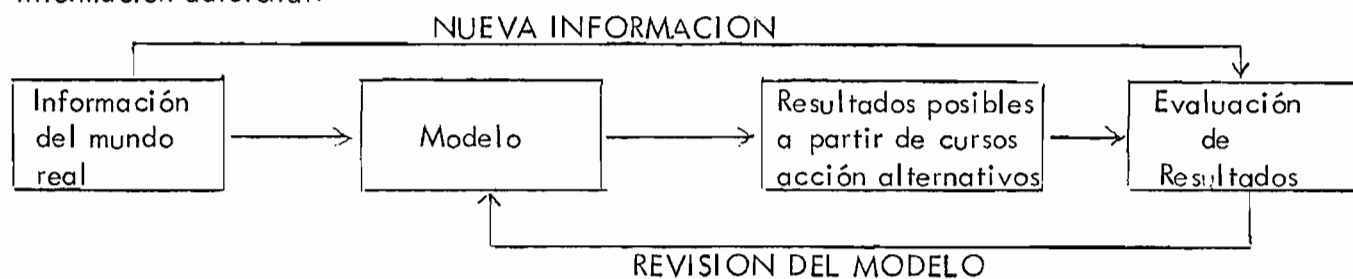 NUEVA INFORMACION
Información
del mundo
real
Modelo
Resultados posibles
a partir de cursos
acción alternativos
Evaluación
de
Resultados
REVISION DEL MODELO